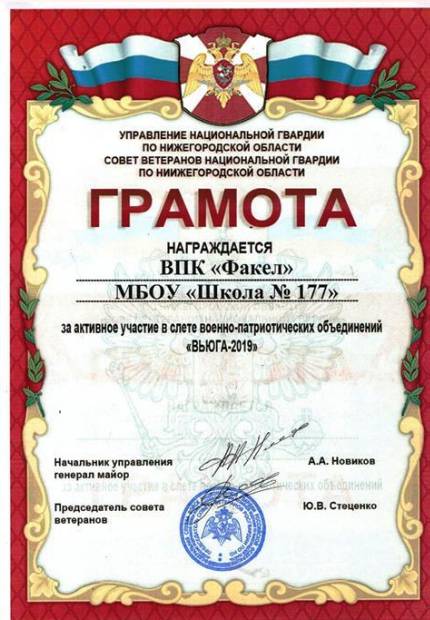 УПРАВЛЕНИЕ НАЦИОНАЛЬНОЙ ГВАРДИИ
ПО НИЖЕГОРОДСКОЙ ОБЛАСТИ
СОВЕТ ВЕТЕРАНОВ НАЦИОНАЛЬНОЙ ГВАРДИИ
ПО НИИЖЕГОРОДСКОЙ ОБЛАСТИ
ГРАМОТА
НАГРАЖДАЕТСЯ
ВПК «Факел»
МБОУ «Школа № 177»
за активное участие в слете военно-патриотических объединений
«ВЬЮГА-2019»
Начальник управления
генерал майор
А.А. Новиков
Председатель совета
ветеранов
Ю.В. Стеценко